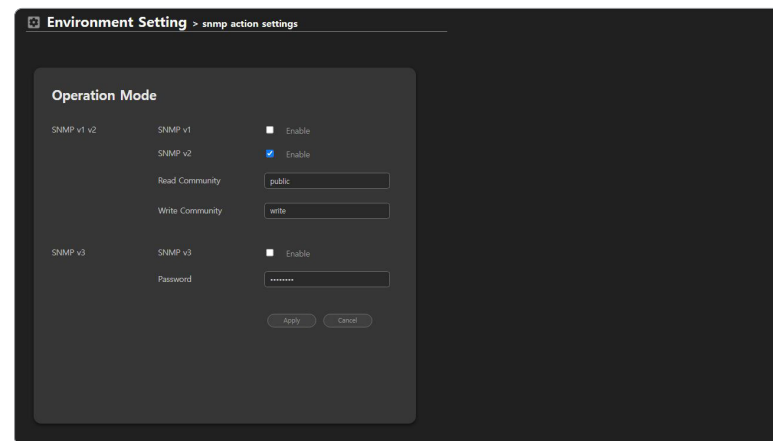 Environment Setting > snmp action settings
Operation Mode
SNMP v1 v2 SNMP v1 Enable
SNMP v2 Enable
Read Community public
Write Community write
SNMP v3 SNMP v3 Enable
Password ••••••••
Apply Cancel